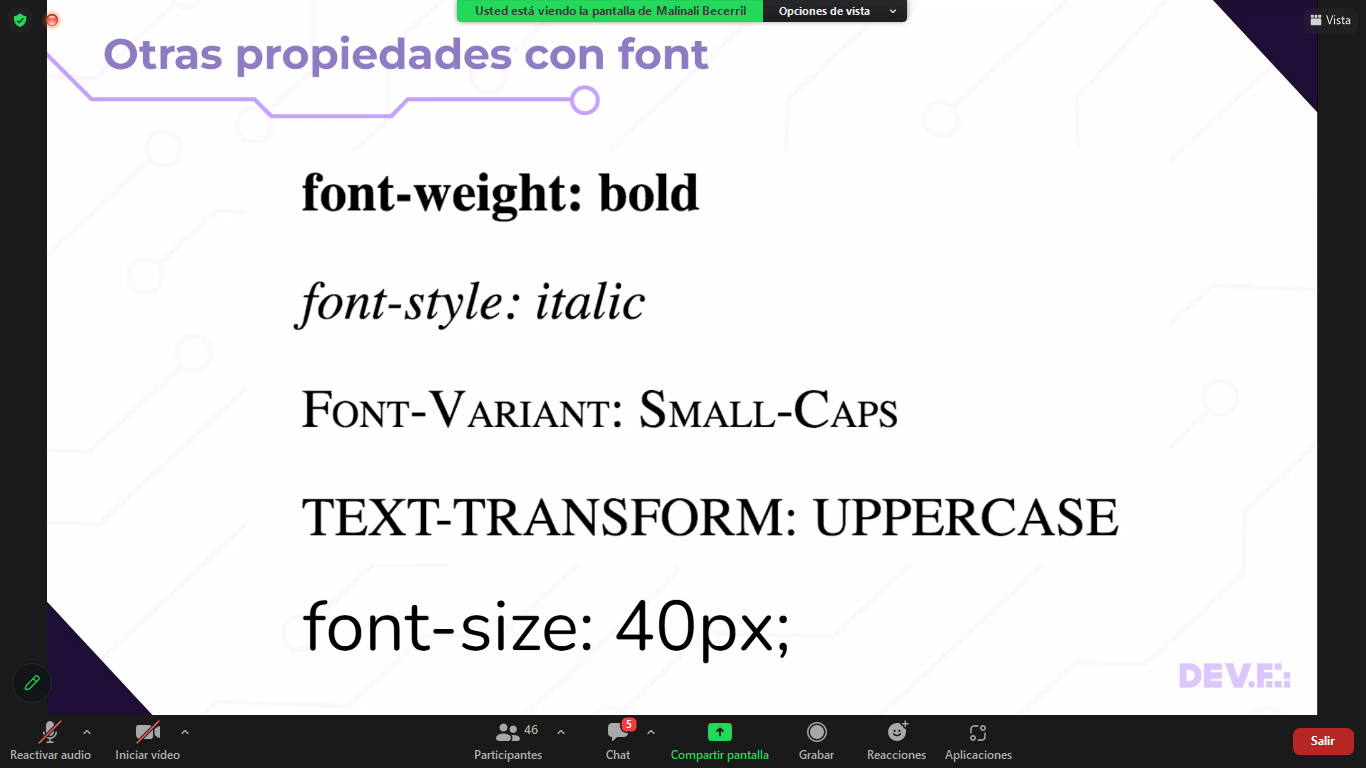 Usted está viendo la pantalla de Malinali Becerril
Opciones de vista
Vista
Otras propiedades con font
font-weight: bold
font-style: italic
Font-Variant: Small-Caps
TEXT-TRANSFORM: UPPERCASE
font-size: 40px;
DEV.F
Reactivar audio
Iniciar vídeo
46
Participantes
5
Chat
Compartir pantalla
Grabar
Reacciones
Aplicaciones
Salir